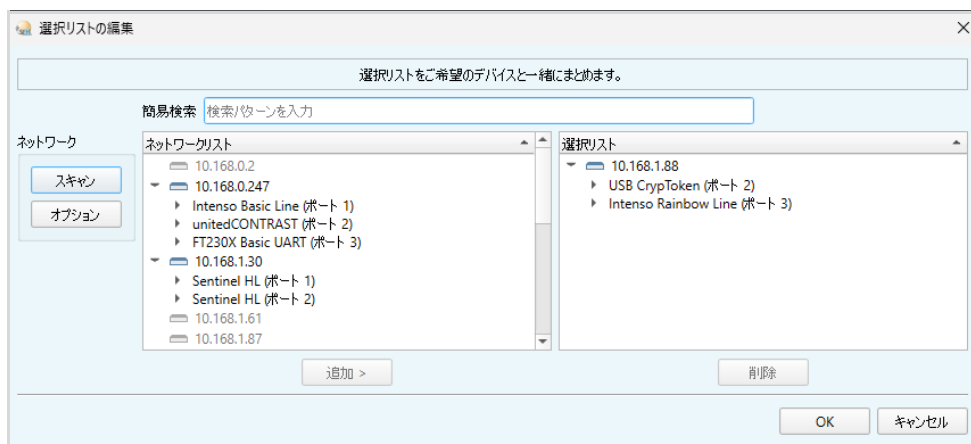 選択リストの編集
選択リストをご希望のデバイスと一緒にまとめます。
簡易検索 検索パターンを入力
ネットワーク
スキャン
オプション
ネットワークリスト
10.168.0.2
10.168.0.247
Intenso Basic Line (ポート 1)
unitedCONTRAST (ポート 2)
FT230X Basic UART (ポート 3)
10.168.1.30
Sentinel HL (ポート 1)
Sentinel HL (ポート 2)
10.168.1.61
10.168.1.87
選択リスト
10.168.1.88
USB CrypToken (ポート 2)
Intenso Rainbow Line (ポート 3)
追加 >
削除
OK
キャンセル